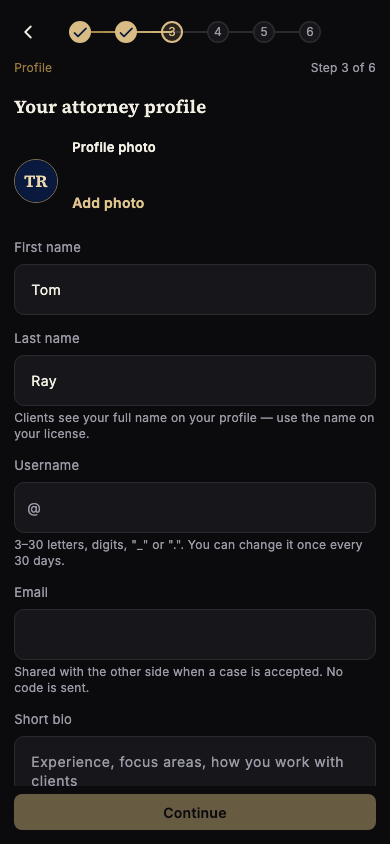 3
4
5
6
Profile
Step 3 of 6
Your attorney profile
Profile photo
TR
Add photo
First name
Tom
Last name
Ray
Clients see your full name on your profile — use the name on
your license.
Username
@
3–30 letters, digits, "_" or ".". You can change it once every
30 days.
Email
Shared with the other side when a case is accepted. No
code is sent.
Short bio
Experience, focus areas, how you work with
clients
Continue